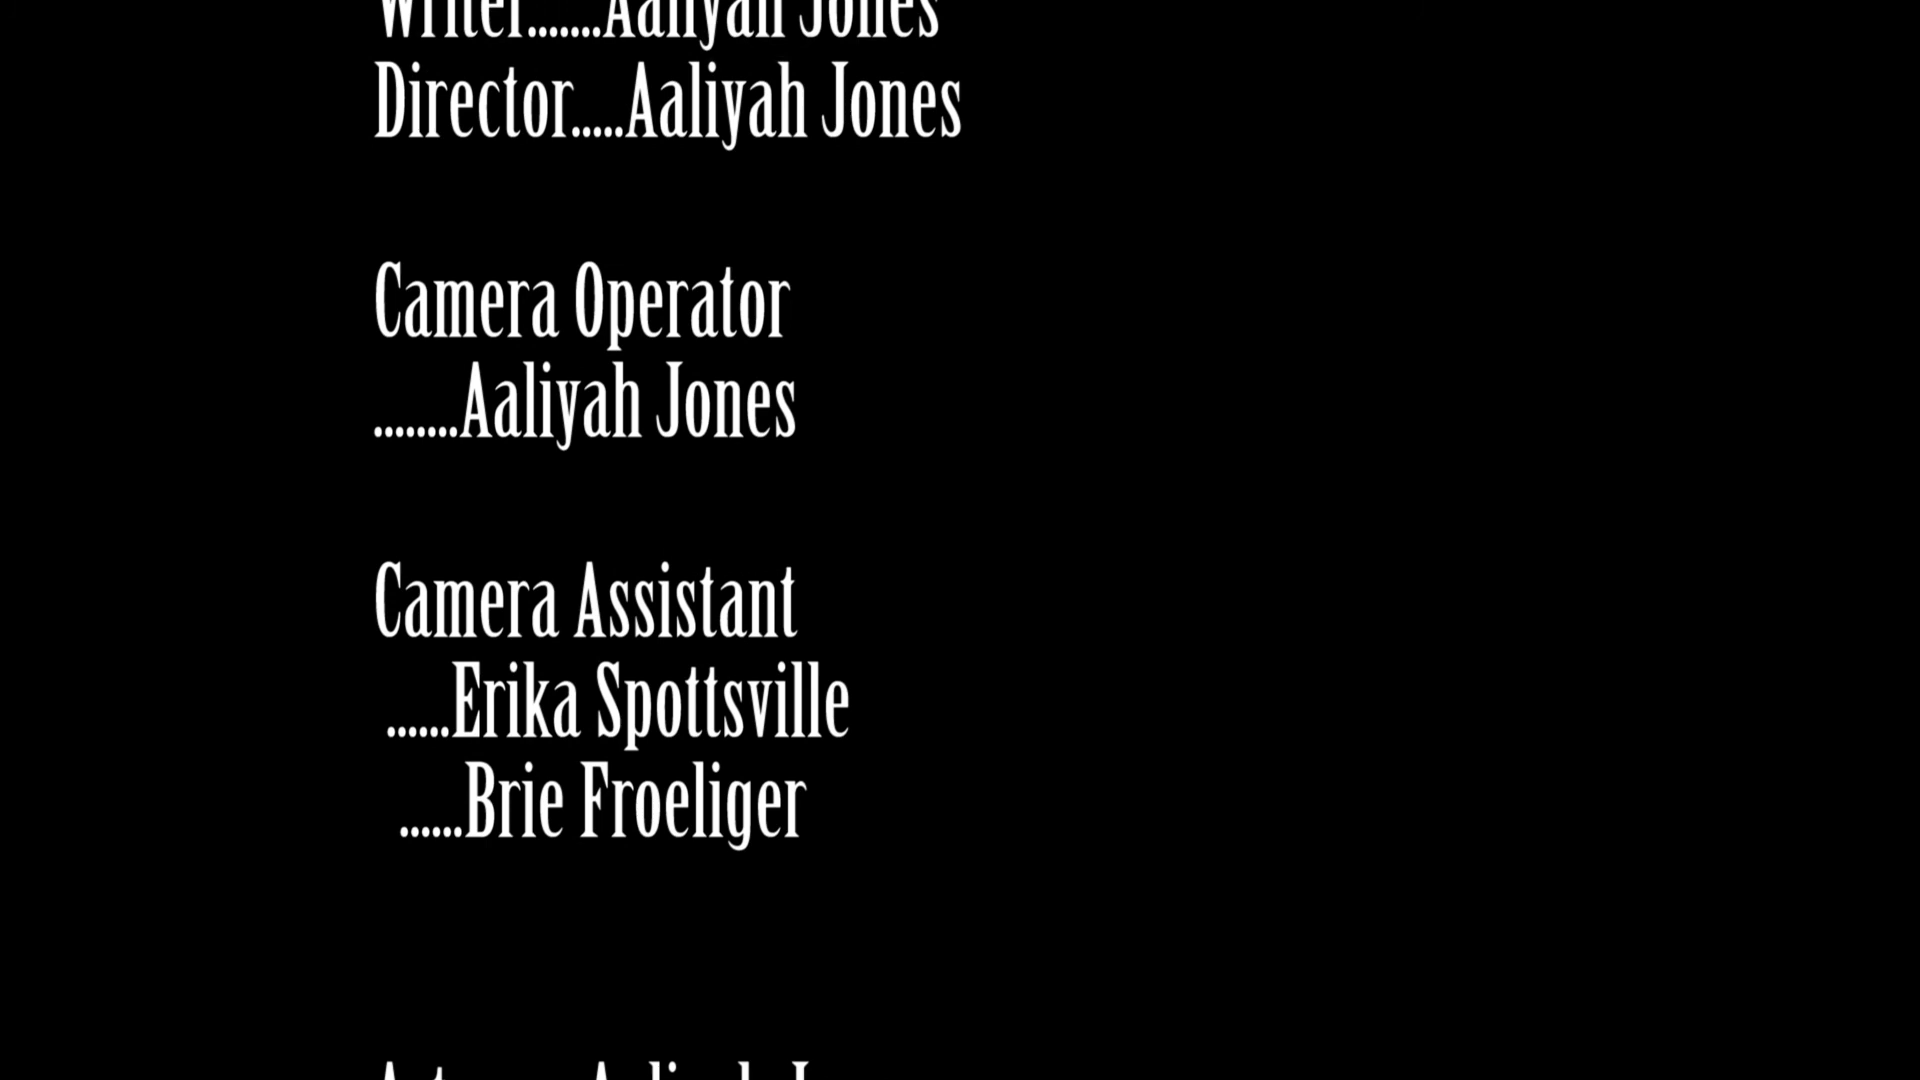 Writer.......Aaliyah Jones
Director.....Aaliyah Jones
Camera Operator
........Aaliyah Jones
Camera Assistant
......Erika Spottsville
......Brie Froeliger